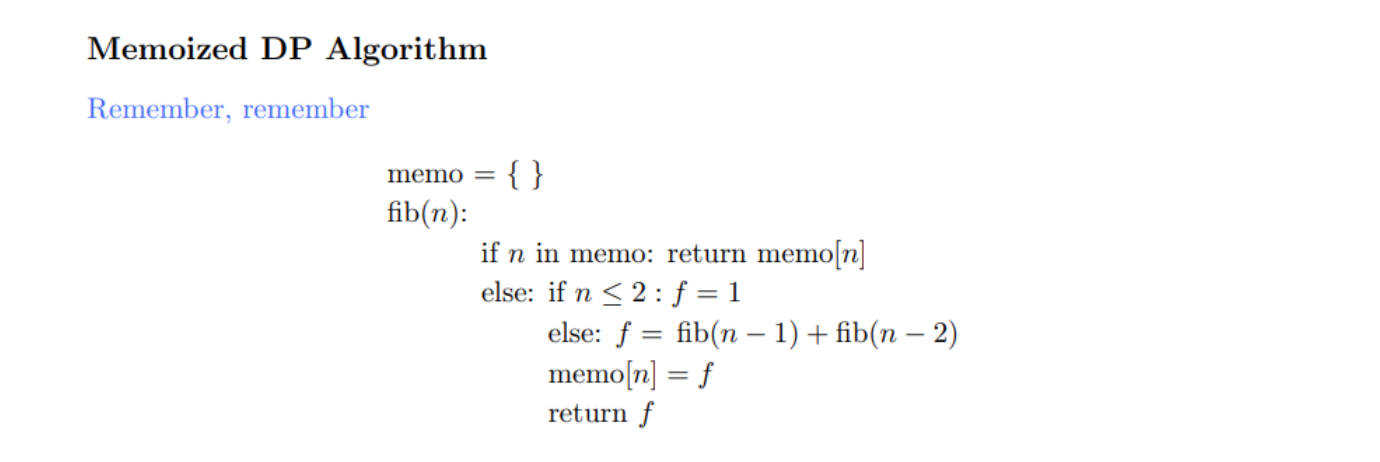 Memoized DP Algorithm
Remember, remember
memo = { }
fib(n):
if n in memo: return memo[n]
else: if n ≤ 2 : f = 1
else: f = fib(n − 1) + fib(n − 2)
memo[n] = f
return f